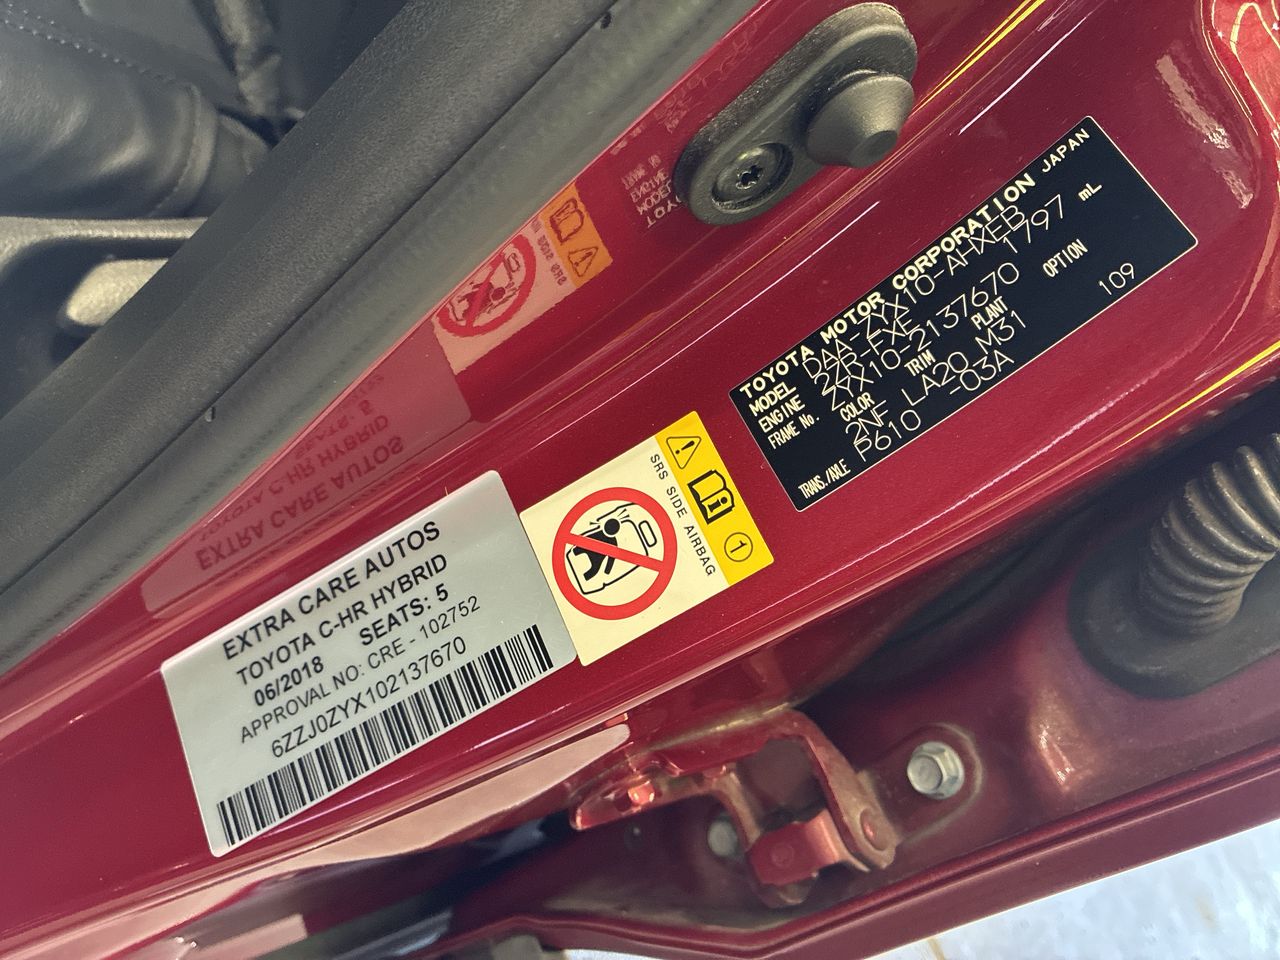 TOYOTA MOTOR CORPORATION JAPAN
MODEL DAA-ZYX10-AHXEB
ENGINE 2ZR-FXE 1797 mL
FRAME No. ZYX10-2137670
COLOR TRIM PLANT OPTION
2NF LA20 M31
TRANS./AXLE P610 -03A 109
SRS SIDE AIRBAG
1
EXTRA CARE AUTOS
TOYOTA C-HR HYBRID
06/2018 SEATS: 5
APPROVAL NO: CRE - 102752
6ZZJ0ZYX102137670